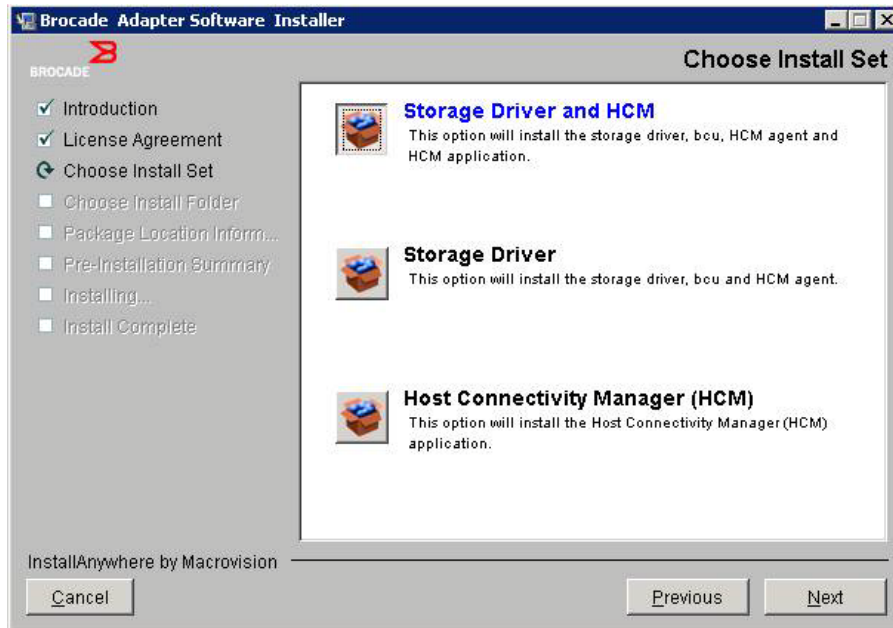 Brocade Adapter Software Installer
BROCADE
Choose Install Set
Introduction
License Agreement
Choose Install Set
Choose Install Folder
Package Location Inform...
Pre-Installation Summary
Installing...
Install Complete
Storage Driver and HCM
This option will install the storage driver, bcu, HCM agent and
HCM application.
Storage Driver
This option will install the storage driver, bcu and HCM agent.
Host Connectivity Manager (HCM)
This option will install the Host Connectivity Manager (HCM)
application.
InstallAnywhere by Macrovision
Cancel
Previous
Next